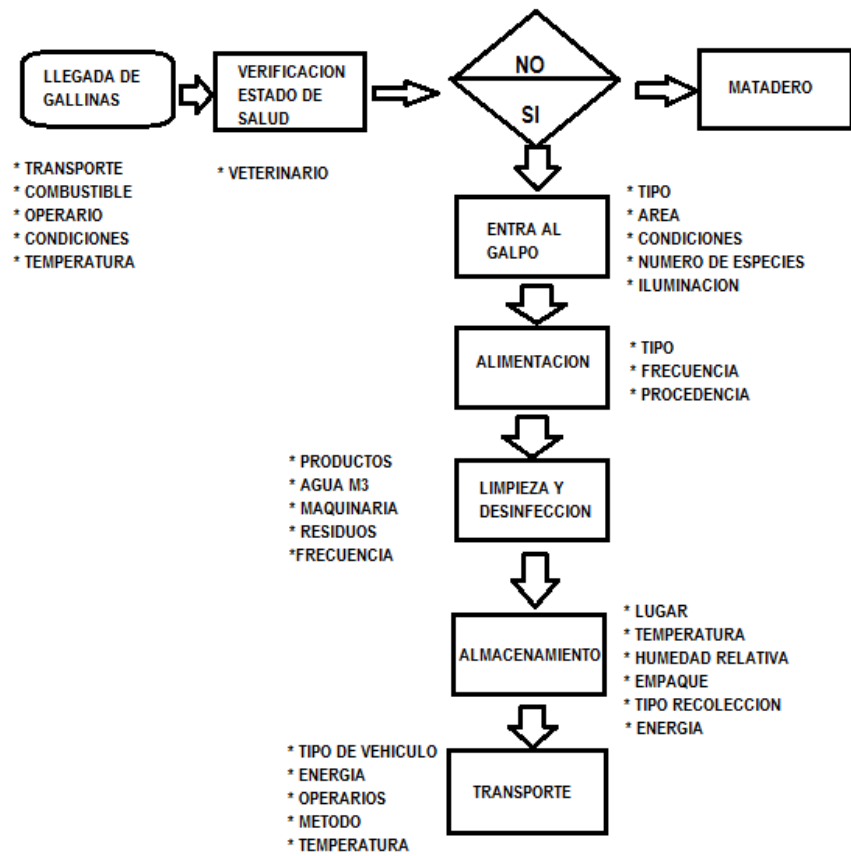 LLEGADA DE
GALLINAS
VERIFICACION
ESTADO DE
SALUD
NO
SI
MATADERO
* TRANSPORTE
* COMBUSTIBLE
* OPERARIO
* CONDICIONES
* TEMPERATURA
* VETERINARIO
ENTRA AL
GALPO
* TIPO
* AREA
* CONDICIONES
* NUMERO DE ESPECIES
* ILUMINACION
ALIMENTACION
* TIPO
* FRECUENCIA
* PROCEDENCIA
* PRODUCTOS
* AGUA M3
* MAQUINARIA
* RESIDUOS
*FRECUENCIA
LIMPIEZA Y
DESINFECCION
ALMACENAMIENTO
* LUGAR
* TEMPERATURA
* HUMEDAD RELATIVA
* EMPAQUE
* TIPO RECOLECCION
* ENERGIA
* TIPO DE VEHICULO
* ENERGIA
* OPERARIOS
* METODO
* TEMPERATURA
TRANSPORTE